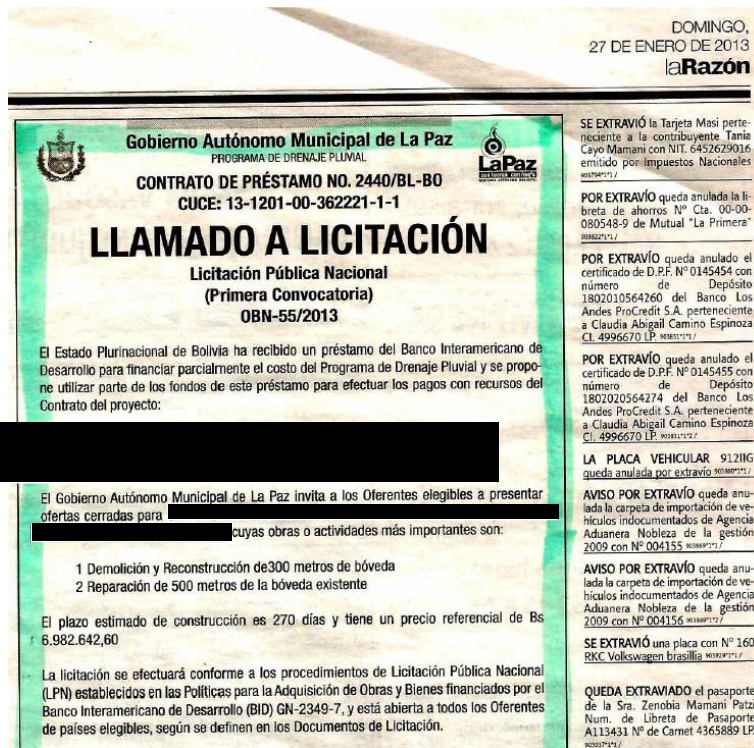 DOMINGO,
27 DE ENERO DE 2013
laRazón
Gobierno Autónomo Municipal de La Paz
PROGRAMA DE DRENAJE PLUVIAL
LaPaz
CONTRATO DE PRÉSTAMO NO. 2440/BL-BO
CUCE: 13-1201-00-362221-1-1
LLAMADO A LICITACIÓN
Licitación Pública Nacional
(Primera Convocatoria)
OBN-55/2013
El Estado Plurinacional de Bolivia ha recibido un préstamo del Banco Interamericano de
Desarrollo para financiar parcialmente el costo del Programa de Drenaje Pluvial y se propo-
ne utilizar parte de los fondos de este préstamo para efectuar los pagos con recursos del
Contrato del proyecto:
El Gobierno Autónomo Municipal de La Paz invita a los Oferentes elegibles a presentar
ofertas cerradas para
cuyas obras o actividades más importantes son:
1 Demolición y Reconstrucción de300 metros de bóveda
2 Reparación de 500 metros de la bóveda existente
El plazo estimado de construcción es 270 días y tiene un precio referencial de Bs
6.982.642,60
La licitación se efectuará conforme a los procedimientos de Licitación Pública Nacional
(LPN) establecidos en las Políticas para la Adquisición de Obras y Bienes financiados por el
Banco Interamericano de Desarrollo (BID) GN-2349-7, y está abierta a todos los Oferentes
de países elegibles, según se definen en los Documentos de Licitación.
SE EXTRAVIÓ la Tarjeta Masi perte-
neciente a la contribuyente Tania
Cayo Mamani con NIT. 6452629016
emitido por Impuestos Nacionales
POR EXTRAVÍO queda anulada la li-
breta de ahorros Nº Cta. 00-00-
080548-9 de Mutual "La Primera"
POR EXTRAVÍO queda anulado el
certificado de D.P.F. Nº 0145454 con
número de Depósito
1802010564260 del Banco Los
Andes ProCredit S.A. perteneciente
a Claudia Abigail Camino Espinoza
CI. 4996670 LP.
POR EXTRAVÍO queda anulado el
certificado de D.P.F. Nº 0145455 con
número de Depósito
1802020564274 del Banco Los
Andes ProCredit S.A. perteneciente
a Claudia Abigail Camino Espinoza
CI. 4996670 LP.
LA PLACA VEHICULAR 912IIG
queda anulada por extravío
AVISO POR EXTRAVÍO queda anu-
lada la carpeta de importación de ve-
hículos indocumentados de Agencia
Aduanera Nobleza de la gestión
2009 con Nº 004155
AVISO POR EXTRAVÍO queda anu-
lada la carpeta de importación de ve-
hículos indocumentados de Agencia
Aduanera Nobleza de la gestión
2009 con Nº 004156
SE EXTRAVIÓ una placa con Nº 160
RKC Volkswagen brasillia
QUEDA EXTRAVIADO el pasaporte
de la Sra. Zenobia Mamani Patzi
Num. de Libreta de Pasaporte
A113431 Nº de Carnet 4365889 LP